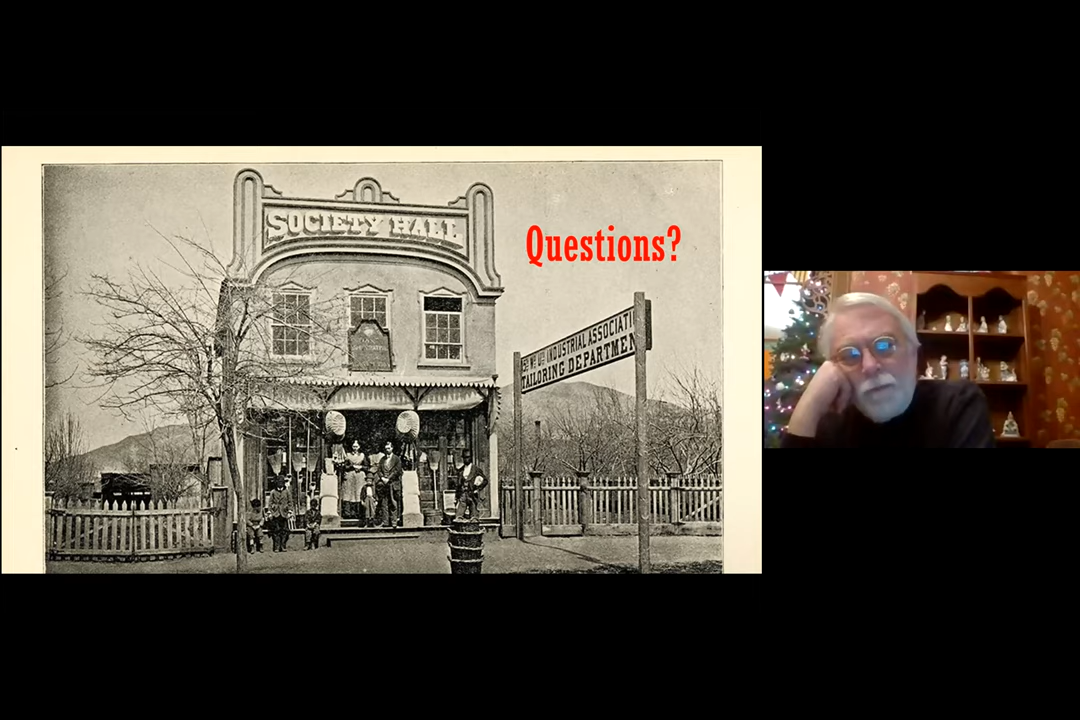 SOCIETY HALL
Questions?
INDUSTRIAL ASSOCIATI
TAILORING DEPARTMEN